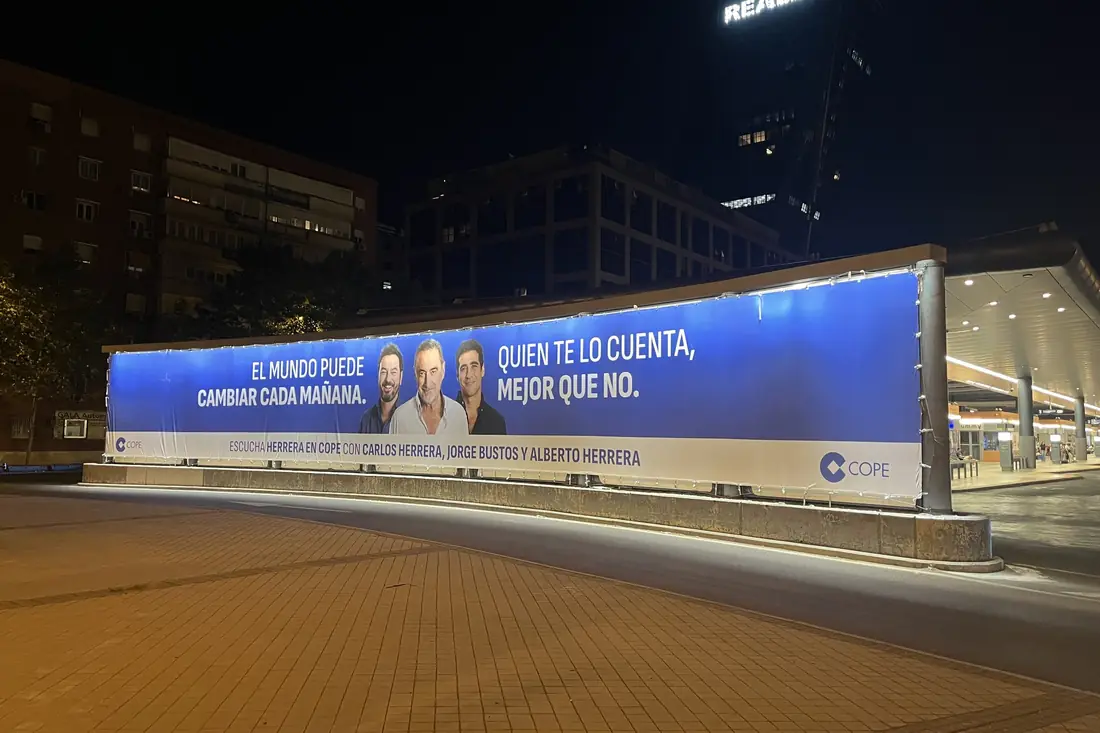 EL MUNDO PUEDE
CAMBIAR CADA MAÑANA.
QUIEN TE LO CUENTA,
MEJOR QUE NO.
ESCUCHA HERRERA EN COPE CON CARLOS HERRERA, JORGE BUSTOS Y ALBERTO HERRERA
COPE
COPE